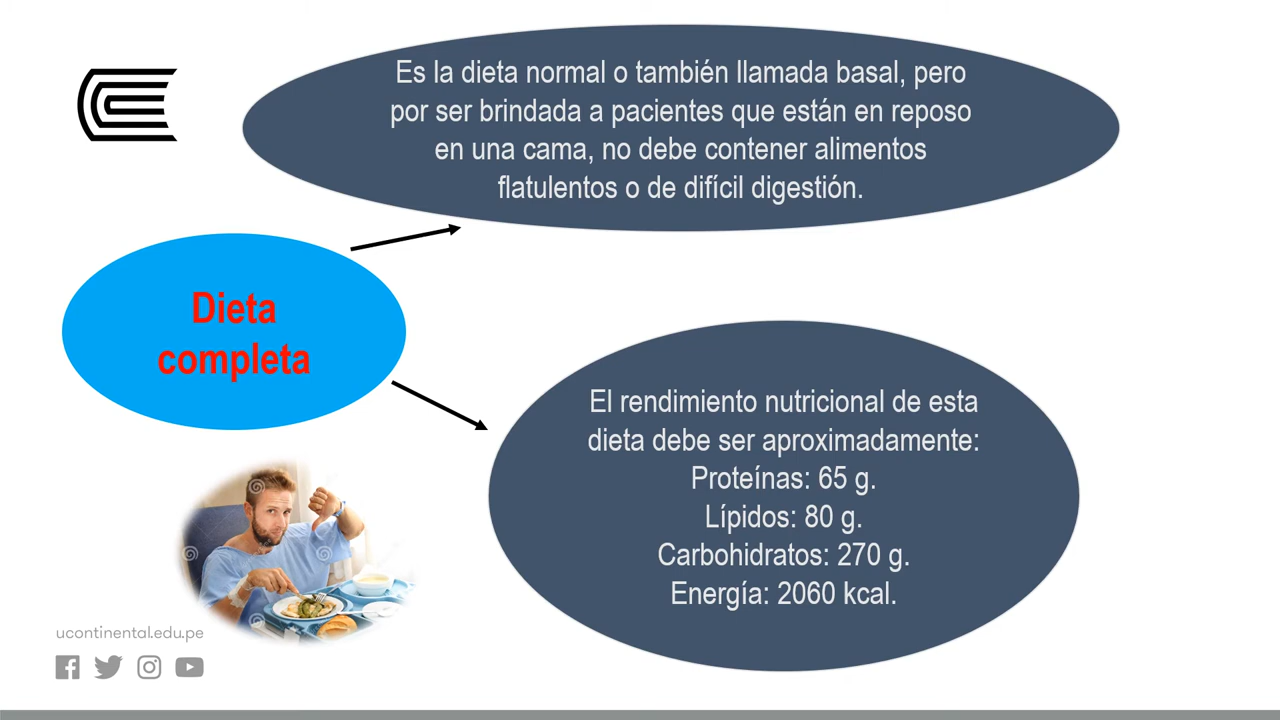 Es la dieta normal o también llamada basal, pero
por ser brindada a pacientes que están en reposo
en una cama, no debe contener alimentos
flatulentos o de difícil digestión.
Dieta
completa
El rendimiento nutricional de esta
dieta debe ser aproximadamente:
Proteínas: 65 g.
Lípidos: 80 g.
Carbohidratos: 270 g.
Energía: 2060 kcal.
ucontinental.edu.pe